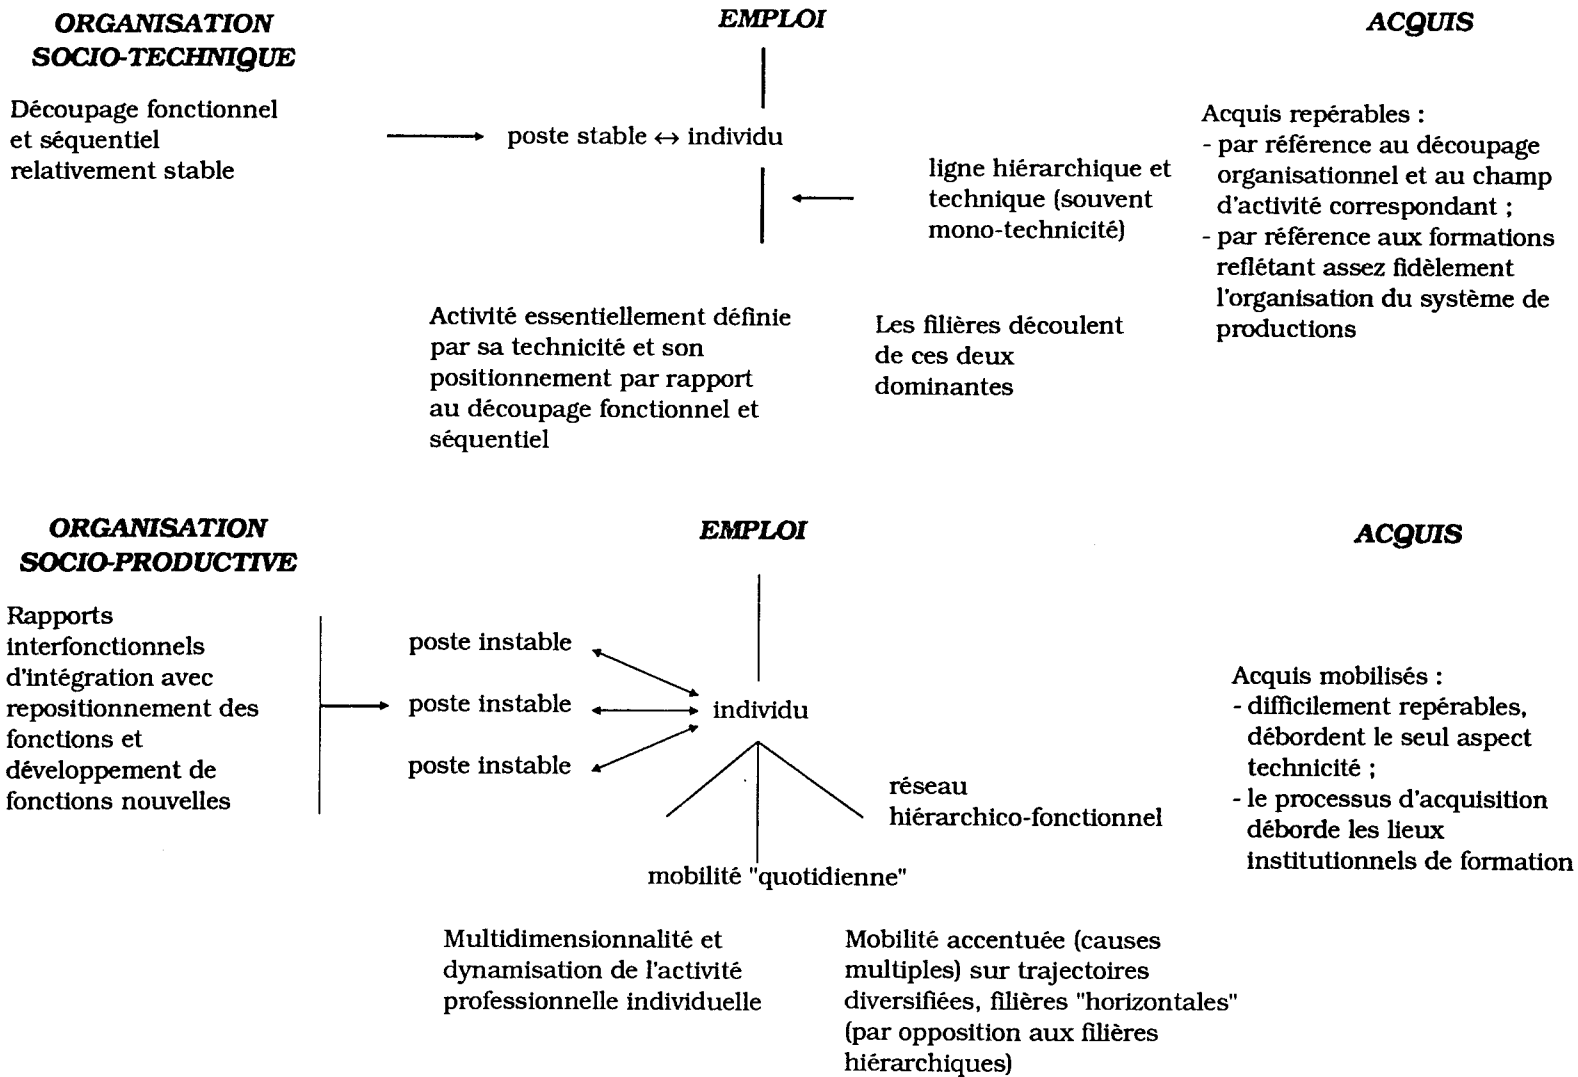 ORGANISATION
SOCIO-TECHNIQUE
Découpage fonctionnel
et séquentiel
relativement stable
EMPLOI
poste stable ↔ individu
ligne hiérarchique et
technique (souvent
mono-technicité)
Activité essentiellement définie
par sa technicité et son
positionnement par rapport
au découpage fonctionnel et
séquentiel
Les filières découlent
de ces deux
dominantes
ACQUIS
Acquis repérables :
- par référence au découpage
organisationnel et au champ
d'activité correspondant ;
- par référence aux formations
reflétant assez fidèlement
l'organisation du système de
productions
ORGANISATION
SOCIO-PRODUCTIVE
Rapports
interfonctionnels
d'intégration avec
repositionnement des
fonctions et
développement de
fonctions nouvelles
EMPLOI
poste instable
poste instable
poste instable
individu
réseau
hiérarchico-fonctionnel
mobilité "quotidienne"
Multidimensionnalité et
dynamisation de l'activité
professionnelle individuelle
Mobilité accentuée (causes
multiples) sur trajectoires
diversifiées, filières "horizontales"
(par opposition aux filières
hiérarchiques)
ACQUIS
Acquis mobilisés :
- difficilement repérables,
débordent le seul aspect
technicité ;
- le processus d'acquisition
déborde les lieux
institutionnels de formation